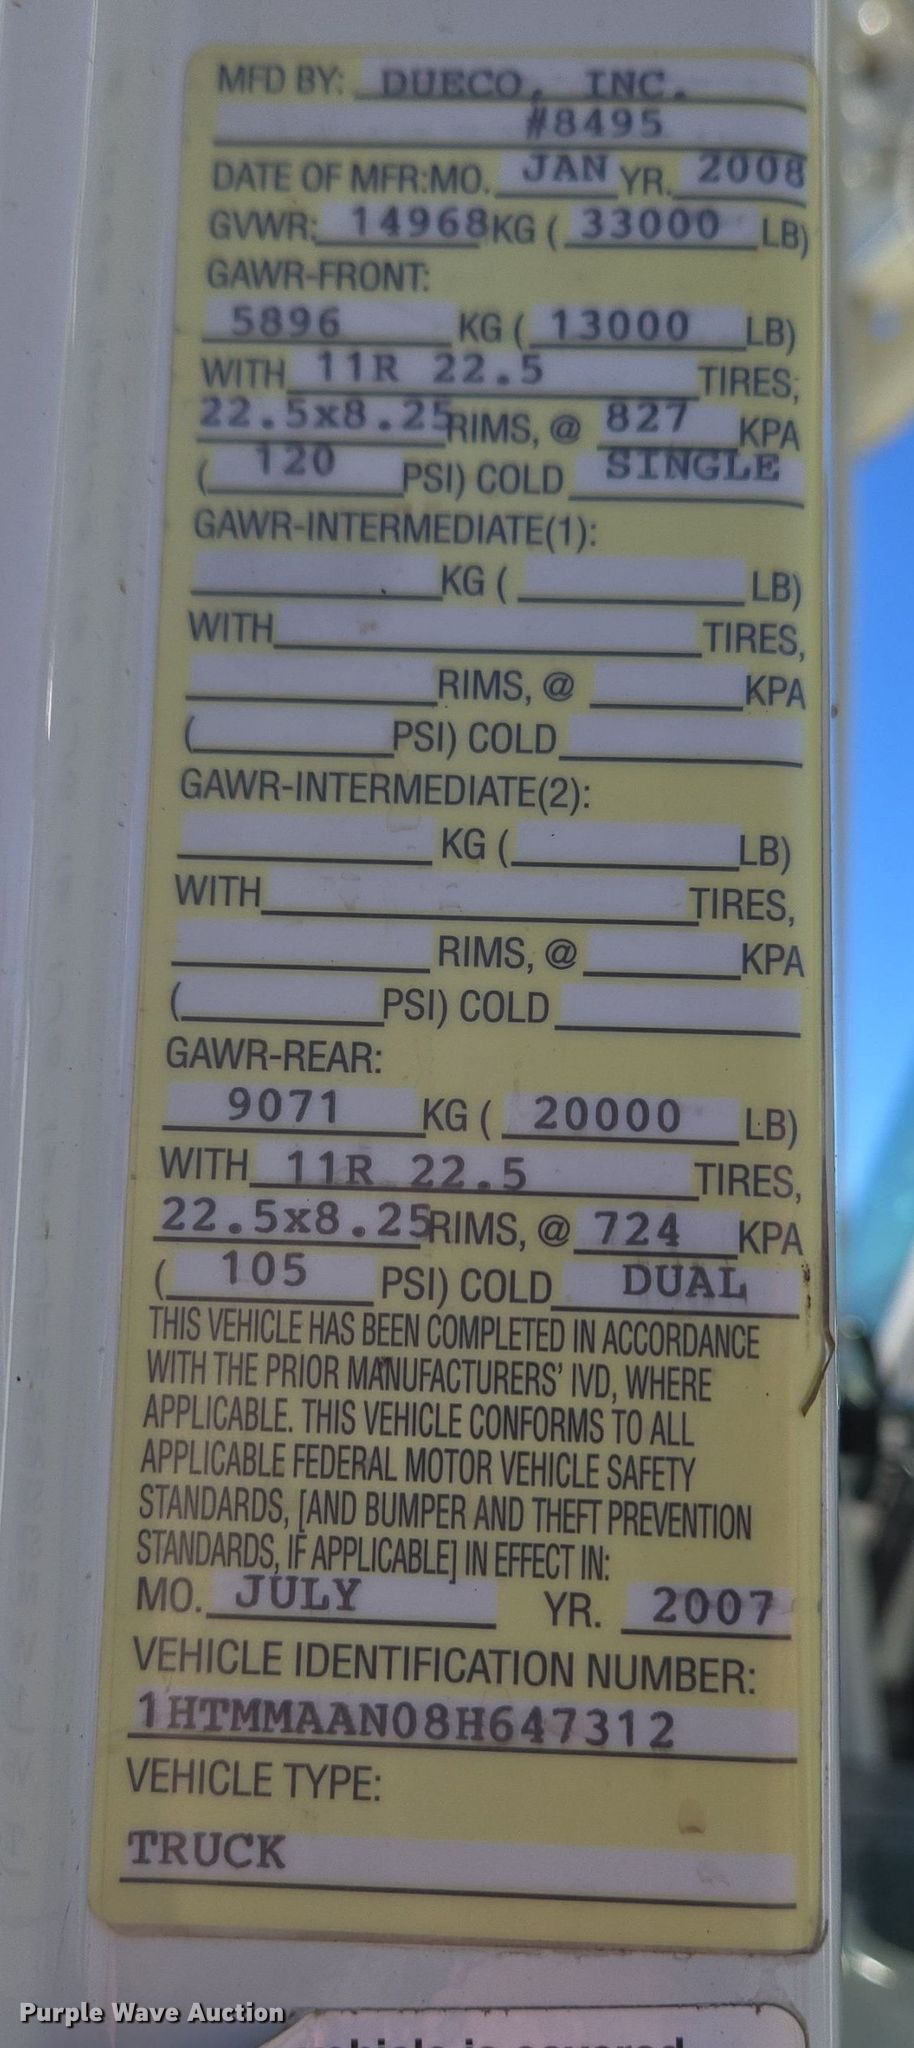 MFD BY: DUECO, INC.
#8495
DATE OF MFR:MO. JAN YR. 2008
GVWR: 14968 KG ( 33000 LB)
GAWR-FRONT:
5896 KG ( 13000 LB)
WITH 11R 22.5 TIRES,
22.5x8.25 RIMS, @ 827 KPA
( 120 PSI) COLD SINGLE
GAWR-INTERMEDIATE(1):
KG ( LB)
WITH TIRES,
RIMS, @ KPA
( PSI) COLD
GAWR-INTERMEDIATE(2):
KG ( LB)
WITH TIRES,
RIMS, @ KPA
( PSI) COLD
GAWR-REAR:
9071 KG ( 20000 LB)
WITH 11R 22.5 TIRES,
22.5x8.25 RIMS, @ 724 KPA
( 105 PSI) COLD DUAL
THIS VEHICLE HAS BEEN COMPLETED IN ACCORDANCE
WITH THE PRIOR MANUFACTURERS' IVD, WHERE
APPLICABLE. THIS VEHICLE CONFORMS TO ALL
APPLICABLE FEDERAL MOTOR VEHICLE SAFETY
STANDARDS, [AND BUMPER AND THEFT PREVENTION
STANDARDS, IF APPLICABLE] IN EFFECT IN:
MO. JULY YR. 2007
VEHICLE IDENTIFICATION NUMBER:
1HTMMAAN08H647312
VEHICLE TYPE:
TRUCK
Purple Wave Auction
vehicle is covered